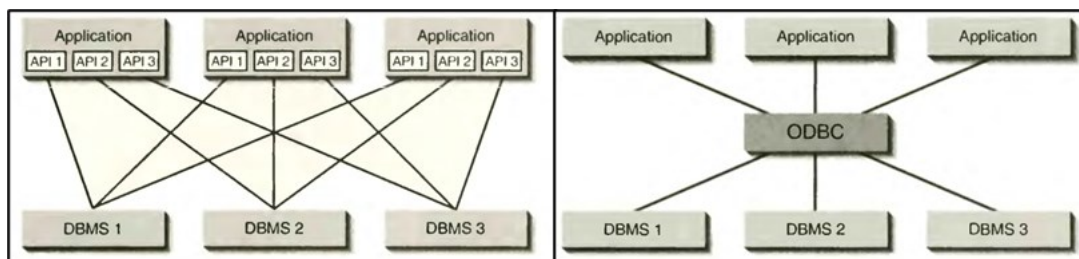 Application Application Application
API 1 API 2 API 3 API 1 API 2 API 3 API 1 API 2 API 3
DBMS 1 DBMS 2 DBMS 3
Application Application Application
ODBC
DBMS 1 DBMS 2 DBMS 3